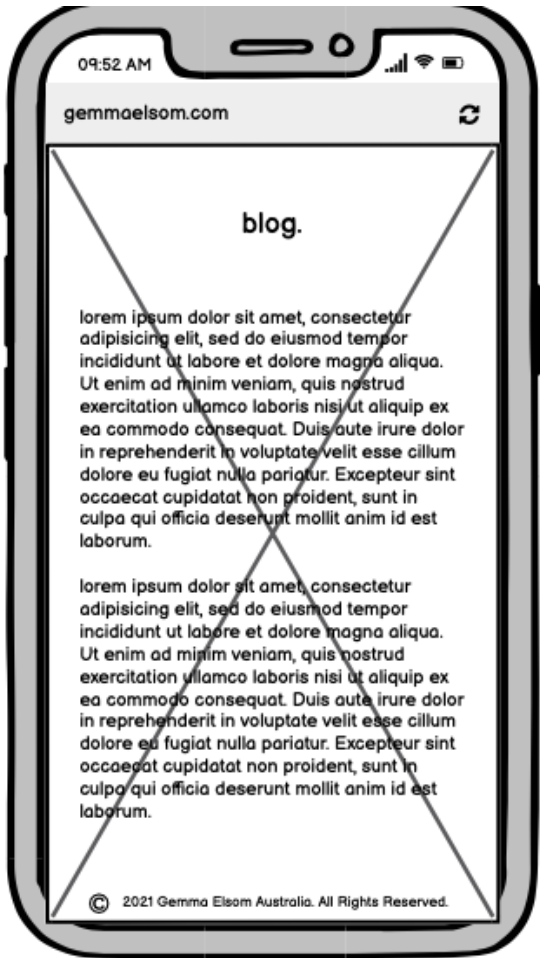 09:52 AM
gemmaelsom.com
blog.
lorem ipsum dolor sit amet, consectetur
adipisicing elit, sed do eiusmod tempor
incididunt ut labore et dolore magna aliqua.
Ut enim ad minim veniam, quis nostrud
exercitation ullamco laboris nisi ut aliquip ex
ea commodo consequat. Duis aute irure dolor
in reprehenderit in voluptate velit esse cillum
dolore eu fugiat nulla pariatur. Excepteur sint
occaecat cupidatat non proident, sunt in
culpa qui officia deserunt mollit anim id est
laborum.
lorem ipsum dolor sit amet, consectetur
adipisicing elit, sed do eiusmod tempor
incididunt ut labore et dolore magna aliqua.
Ut enim ad minim veniam, quis nostrud
exercitation ullamco laboris nisi ut aliquip ex
ea commodo consequat. Duis aute irure dolor
in reprehenderit in voluptate velit esse cillum
dolore eu fugiat nulla pariatur. Excepteur sint
occaecat cupidatat non proident, sunt in
culpa qui officia deserunt mollit anim id est
laborum.
© 2021 Gemma Elsom Australia. All Rights Reserved.